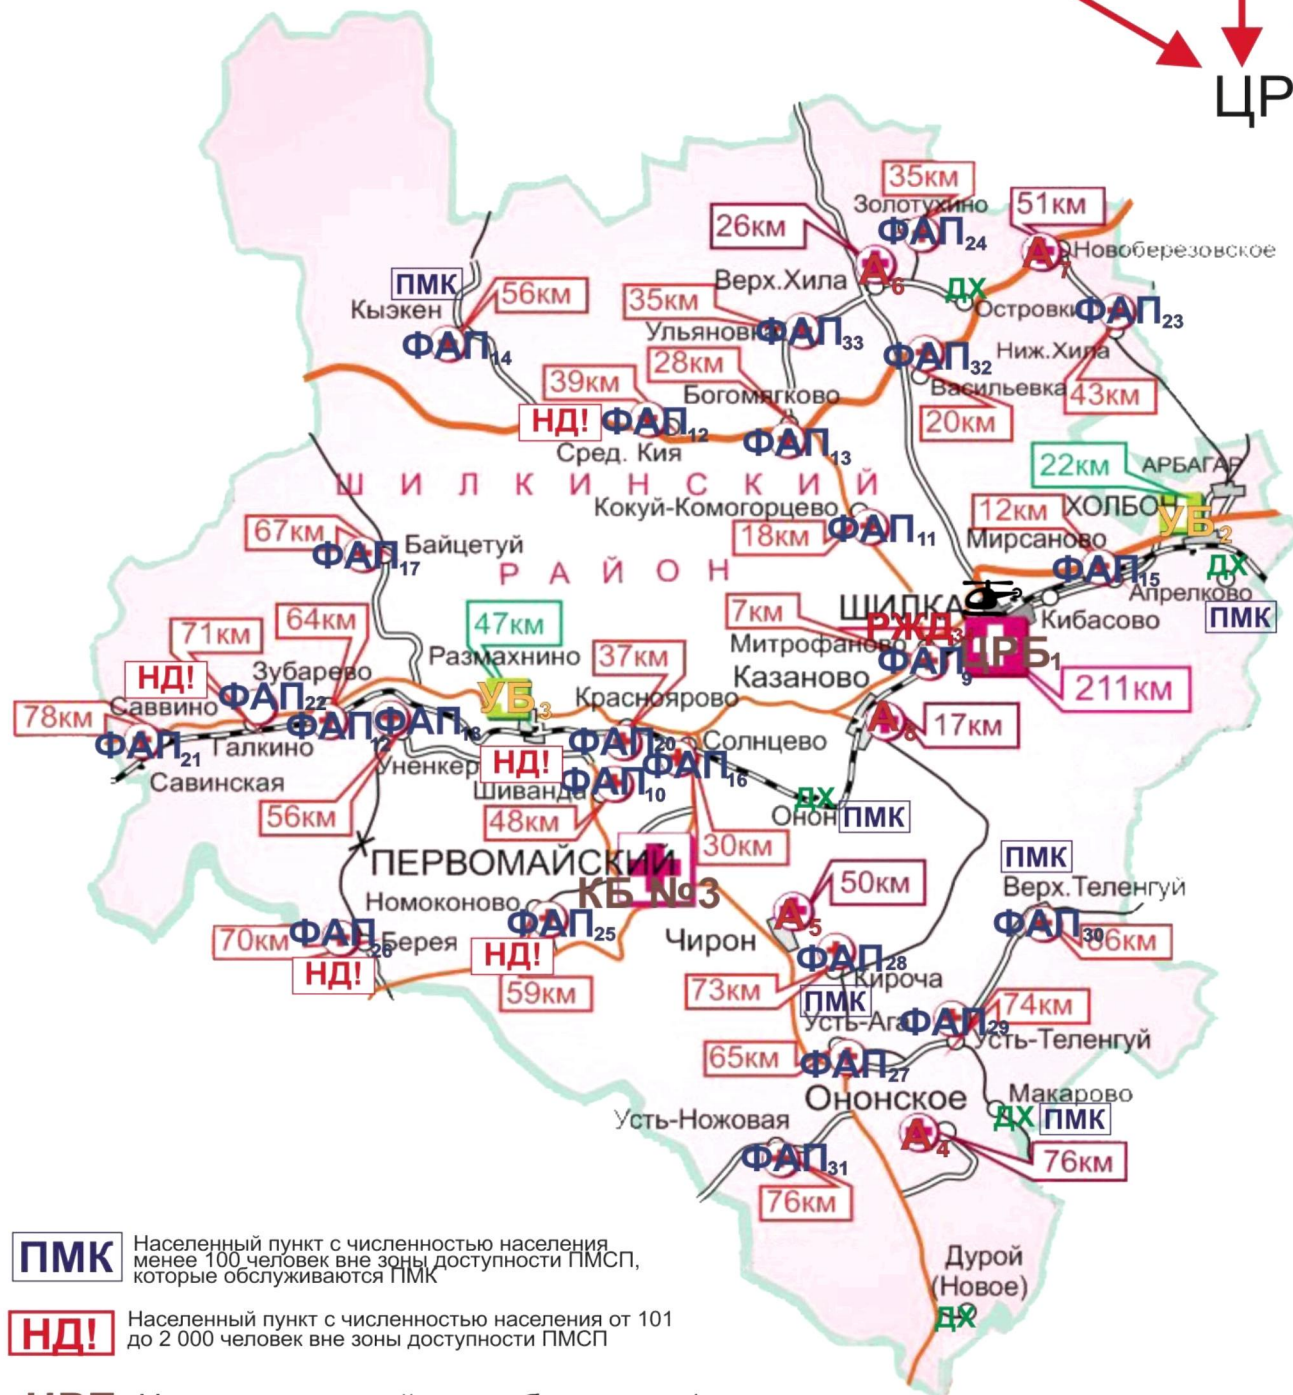 ЦР
35км
Золотухино
ФАП24
51км
26км
А6
А7
Новоберезовское
Верх.Хила
ДХ
Островки
ПМК
Кыэкен
56км
ФАП14
35км
Ульяновка
ФАП33
ФАП23
Ниж.Хила
43км
ФАП32
Васильевка
20км
28км
Богомягково
39км
НД!
ФАП12
Сред. Кия
ФАП13
ШИЛКИНСКИЙ
Кокуй-Комогорцево
18км
ФАП11
22км
АРБАГАР
ХОЛБОН
УБ2
12км
Мирсаново
ФАП15
Апрелково
ДХ
ПМК
Кибасово
67км
ФАП17
Байцетуй
РАЙОН
ШИЛКА
7км
РЖД3
Митрофаново
ФАП9
ЦРБ1
211км
Казаново
А8
17км
71км
64км
47км
Размахнино
УБ3
37км
Красноярово
НД!
Зубарево
Саввино
ФАП22
78км
ФАП21
Галкино
ФАП12
ФАП18
Савинская
56км
Уненкер
НД!
ФАП20
Солнцево
ФАП16
Шиванда
ФАП10
48км
30км
ДХ
Онон
ПМК
ПЕРВОМАЙСКИЙ
КБ №3
Номоконово
ФАП25
НД!
59км
70км
ФАП26
Берея
НД!
50км
А5
Чирон
ФАП28
Кироча
73км
ПМК
ПМК
Верх.Теленгуй
ФАП30
86км
74км
Усть-Ага
ФАП29
Усть-Теленгуй
65км
ФАП27
Ононское
Макарово
ДХ
ПМК
А4
76км
Усть-Ножовая
ФАП31
76км
Дурой
(Новое)
ДХ
ПМК
Населенный пункт с численностью населения
менее 100 человек вне зоны доступности ПМСП,
которые обслуживаются ПМК
НД!
Населенный пункт с численностью населения от 101
до 2 000 человек вне зоны доступности ПМСП